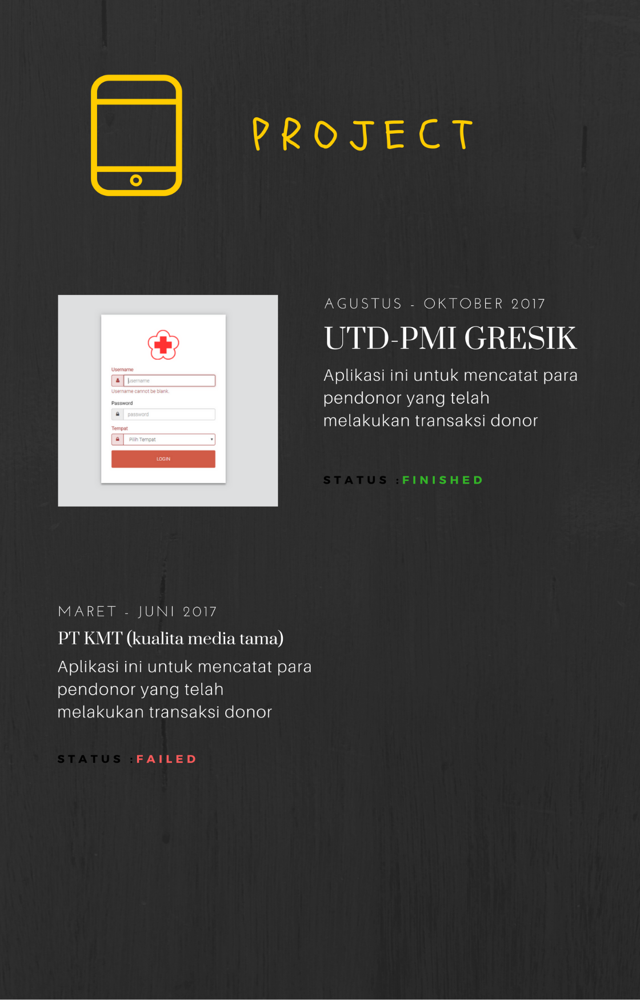 PROJECT
Username
username
Username cannot be blank.
Password
password
Tempat
Pilih Tempat
LOGIN
AGUSTUS - OKTOBER 2017
UTD-PMI GRESIK
Aplikasi ini untuk mencatat para
pendonor yang telah
melakukan transaksi donor
STATUS :FINISHED
MARET - JUNI 2017
PT KMT (kualita media tama)
Aplikasi ini untuk mencatat para
pendonor yang telah
melakukan transaksi donor
STATUS :FAILED